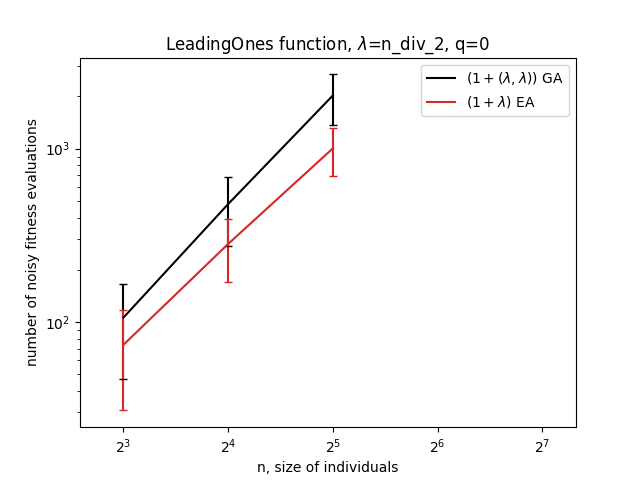 LeadingOnes function, λ=n_div_2, q=0
(1 + (λ, λ)) GA
(1 + λ) EA
number of noisy fitness evaluations
10³
10²
2³ 2⁴ 2⁵ 2⁶ 2⁷
n, size of individuals